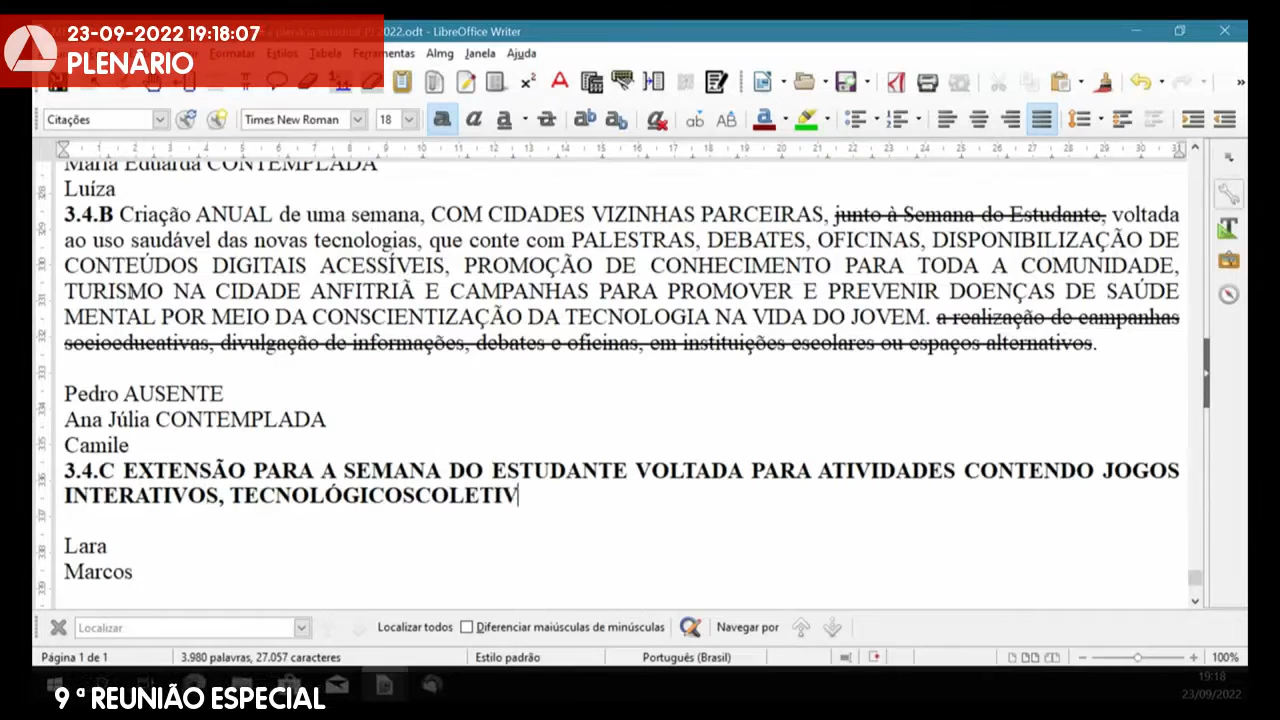 23-09-2022 19:18:07
PLENÁRIO
2022.odt - LibreOffice Writer
Formatar Estilos Tabela Ferramentas Almg Janela Ajuda
Citações Times New Roman 18
Maria Eduarda CONTEMPLADA
Luíza
3.4.B Criação ANUAL de uma semana, COM CIDADES VIZINHAS PARCEIRAS, junto à Semana do Estudante, voltada
ao uso saudável das novas tecnologias, que conte com PALESTRAS, DEBATES, OFICINAS, DISPONIBILIZAÇÃO DE
CONTEÚDOS DIGITAIS ACESSÍVEIS, PROMOÇÃO DE CONHECIMENTO PARA TODA A COMUNIDADE,
TURISMO NA CIDADE ANFITRIÃ E CAMPANHAS PARA PROMOVER E PREVENIR DOENÇAS DE SAÚDE
MENTAL POR MEIO DA CONSCIENTIZAÇÃO DA TECNOLOGIA NA VIDA DO JOVEM. a realização de campanhas
socioeducativas, divulgação de informações, debates e oficinas, em instituições escolares ou espaços alternativos.
Pedro AUSENTE
Ana Júlia CONTEMPLADA
Camile
3.4.C EXTENSÃO PARA A SEMANA DO ESTUDANTE VOLTADA PARA ATIVIDADES CONTENDO JOGOS
INTERATIVOS, TECNOLÓGICOSCOLETIV
Lara
Marcos
Localizar Localizar todos Diferenciar maiúsculas de minúsculas Navegar por
Página 1 de 1 3.980 palavras, 27.057 caracteres Estilo padrão Português (Brasil) 100%
19:18
23/09/2022
9 ª REUNIÃO ESPECIAL